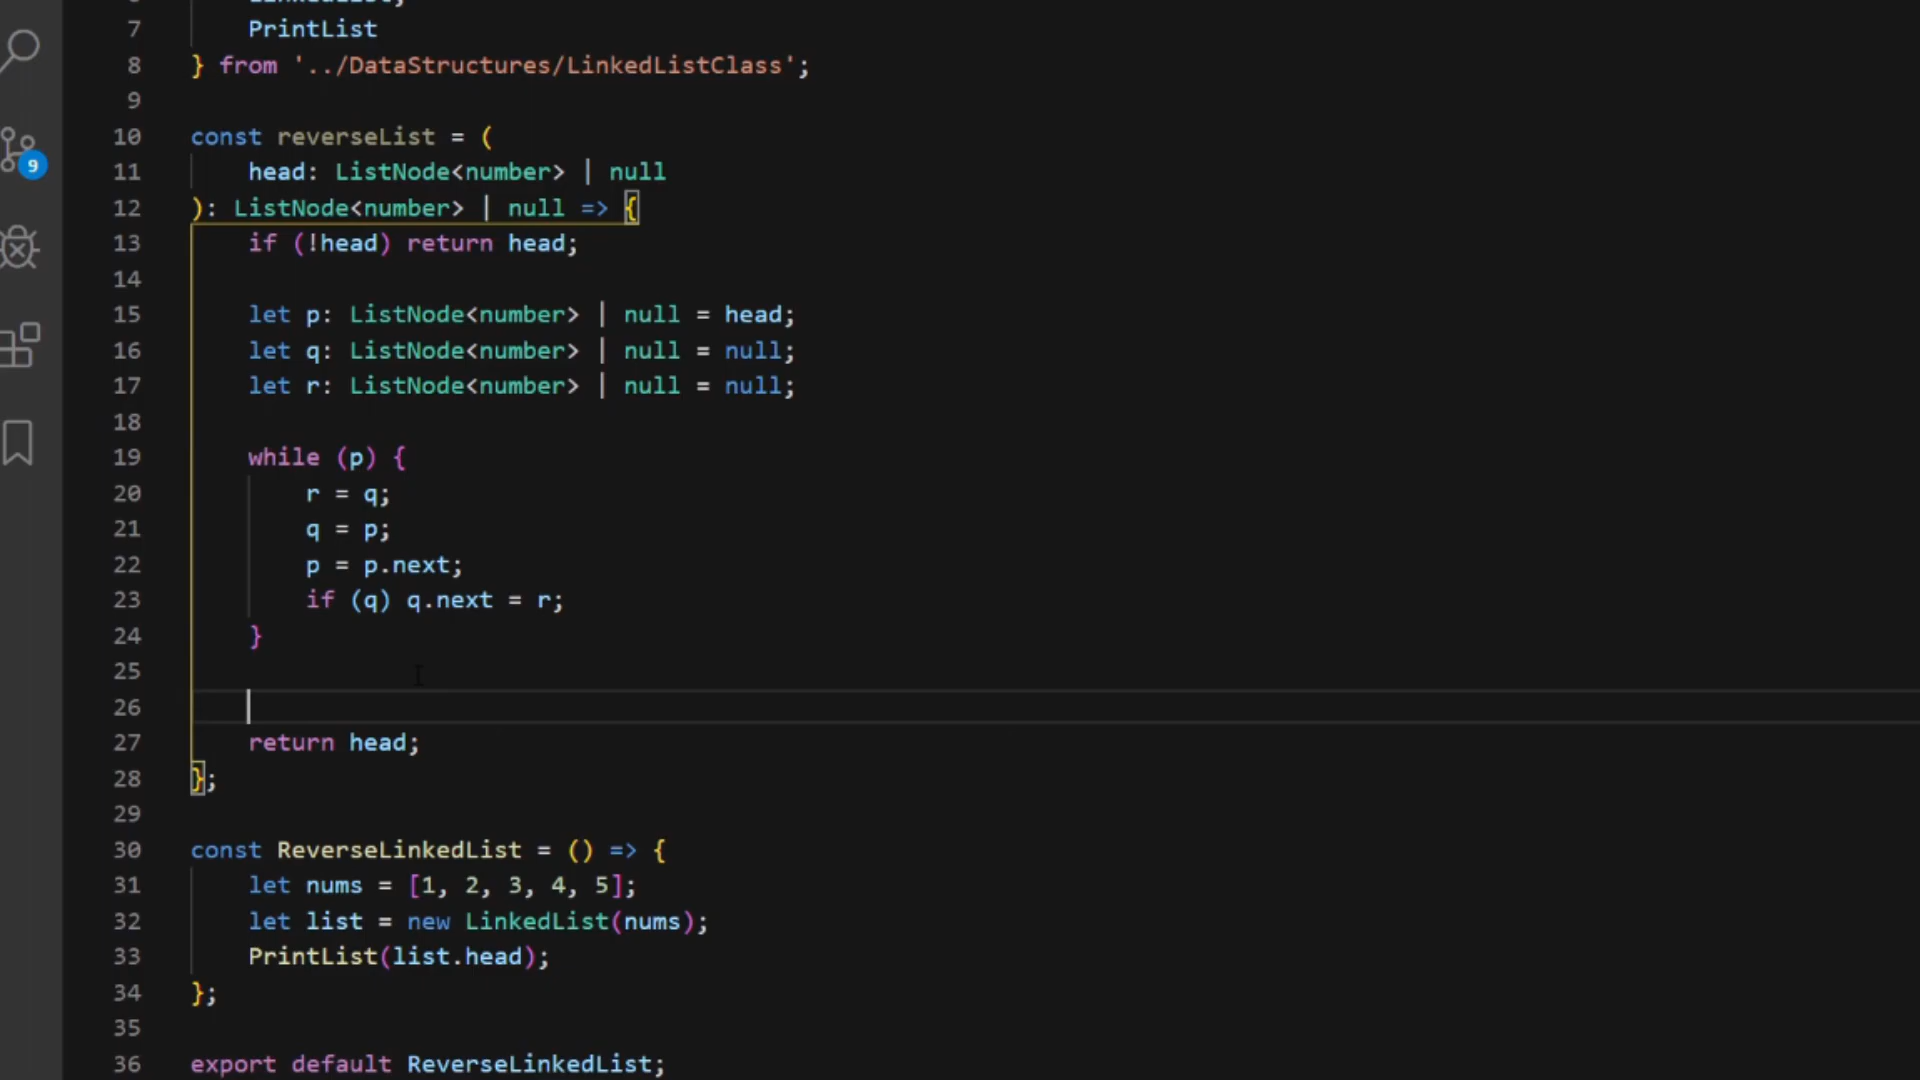 7 PrintList
8 } from '../DataStructures/LinkedListClass';
9
10 const reverseList = (
11 head: ListNode<number> | null
12 ): ListNode<number> | null => {
13 if (!head) return head;
14
15 let p: ListNode<number> | null = head;
16 let q: ListNode<number> | null = null;
17 let r: ListNode<number> | null = null;
18
19 while (p) {
20 r = q;
21 q = p;
22 p = p.next;
23 if (q) q.next = r;
24 }
25
26
27 return head;
28 };
29
30 const ReverseLinkedList = () => {
31 let nums = [1, 2, 3, 4, 5];
32 let list = new LinkedList(nums);
33 PrintList(list.head);
34 };
35
36 export default ReverseLinkedList;
9